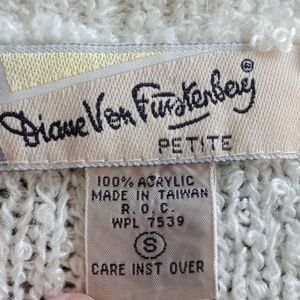 Diane Von Furstenberg ®
PETITE
100% ACRYLIC
MADE IN TAIWAN
R. O. C.
WPL 7539
S
CARE INST OVER